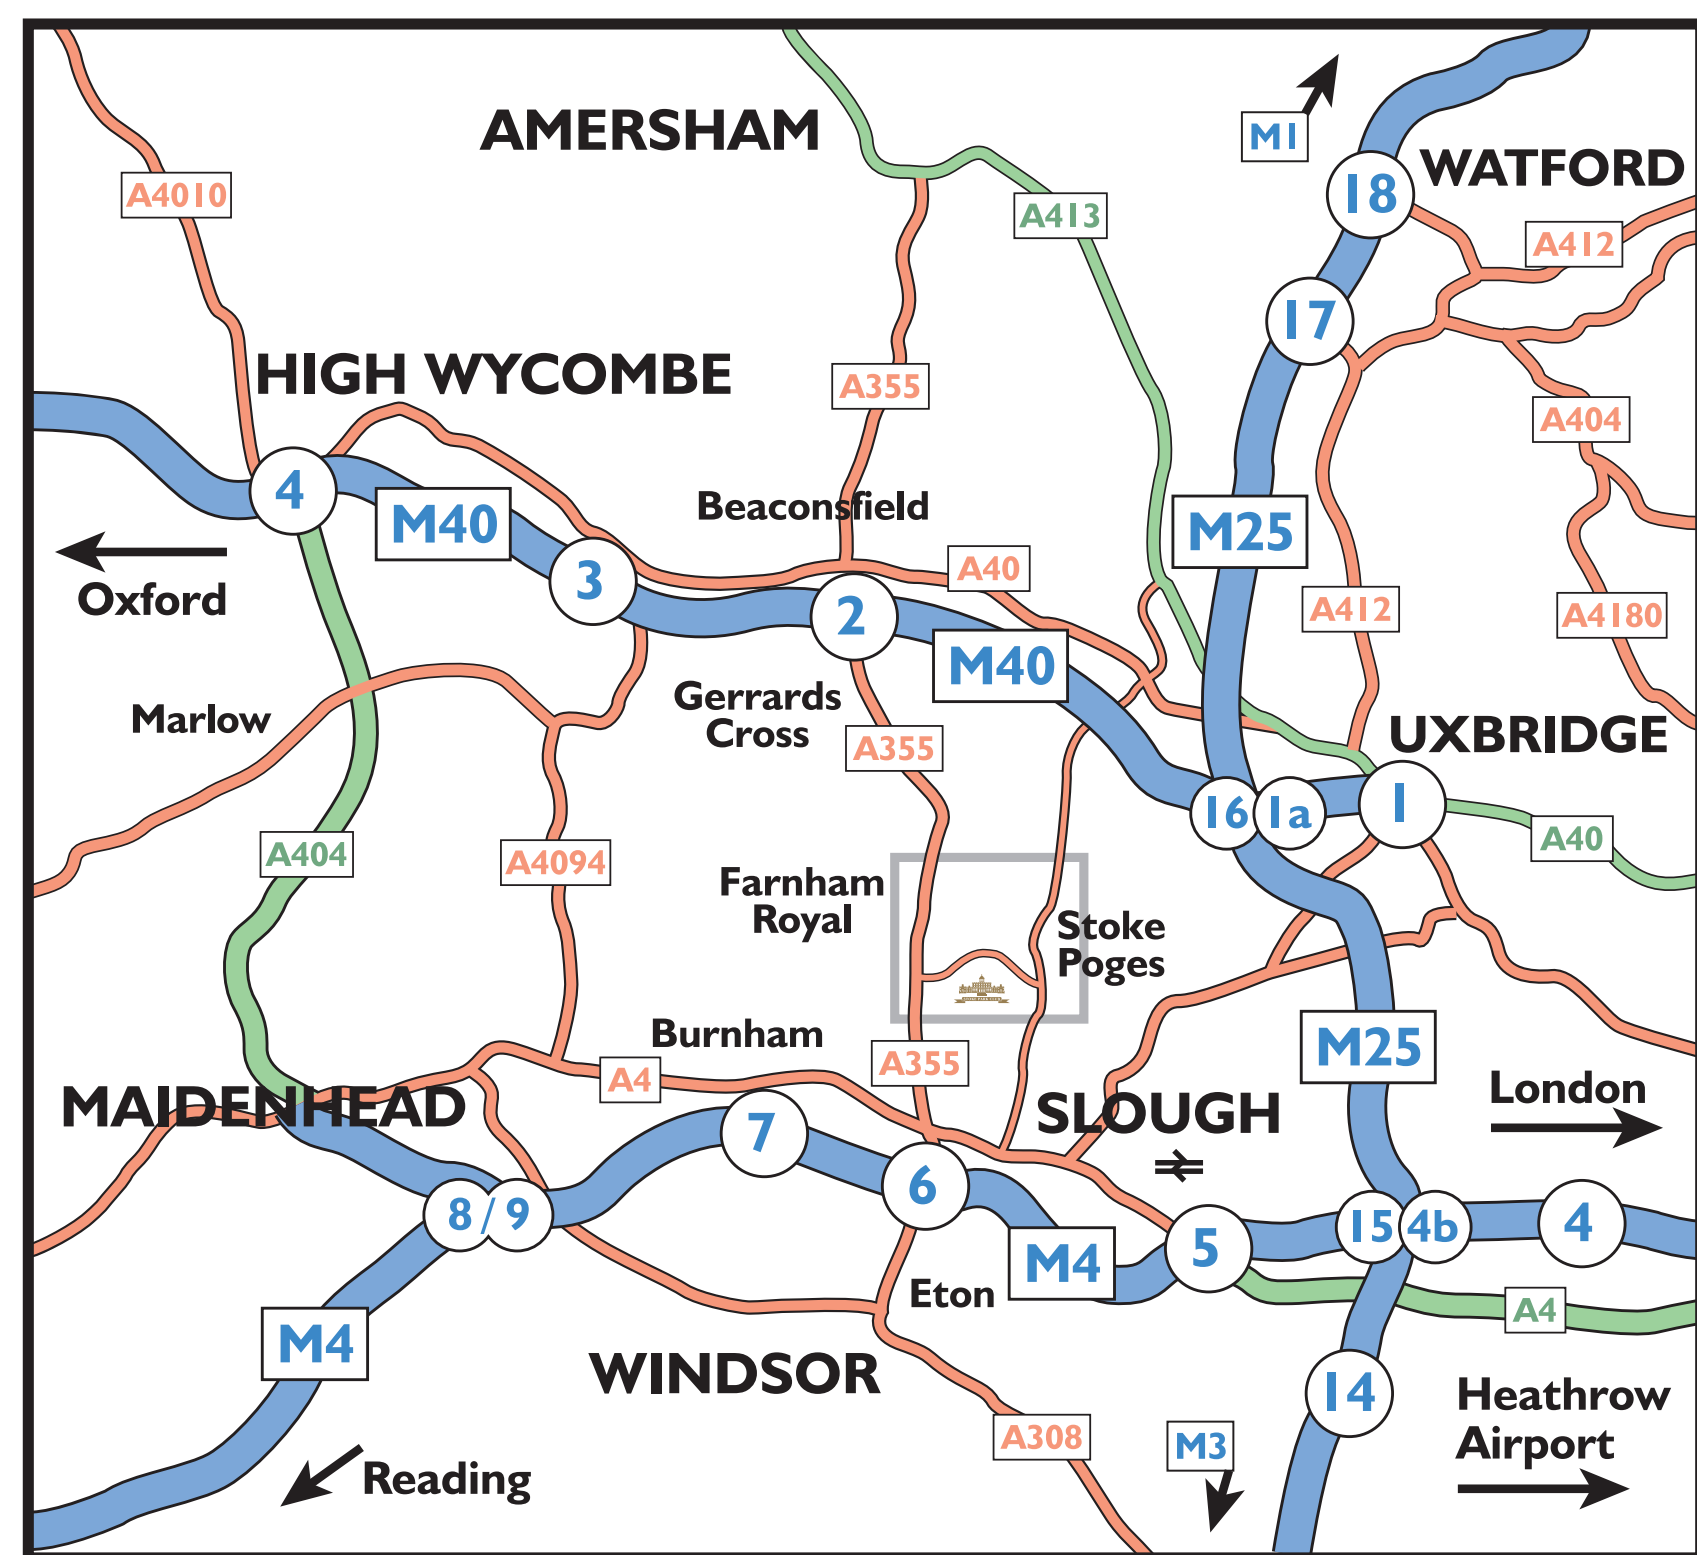 M1
AMERSHAM
WATFORD
18
A4010
A413
A412
17
HIGH WYCOMBE
A355
A404
4
M40
Beaconsfield
M25
Oxford
3
A40
A412
A4180
2
M40
Marlow
Gerrards
Cross
A355
UXBRIDGE
16
1a
1
A404
A4094
A40
Farnham
Royal
Stoke
Poges
Burnham
A355
M25
A4
MAIDENHEAD
SLOUGH
London
7
6
8/9
5
15
4b
4
M4
Eton
A4
M4
WINDSOR
14
Heathrow
Airport
A308
M3
Reading